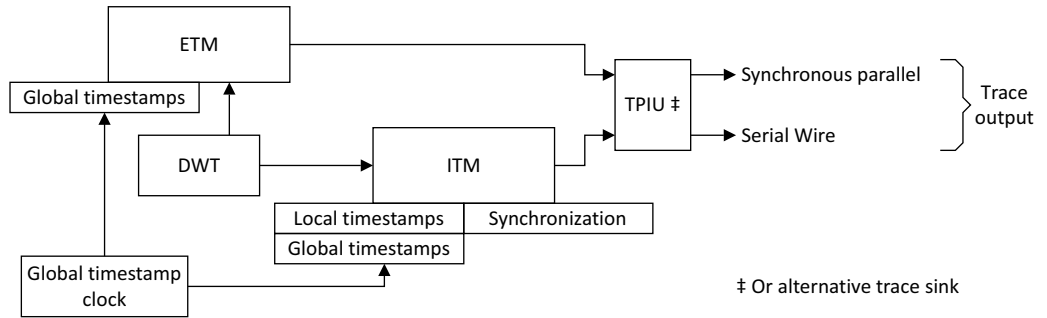 ETM
Global timestamps
TPIU ‡
Synchronous parallel
Serial Wire
Trace
output
DWT
ITM
Local timestamps
Synchronization
Global timestamps
Global timestamp
clock
‡ Or alternative trace sink